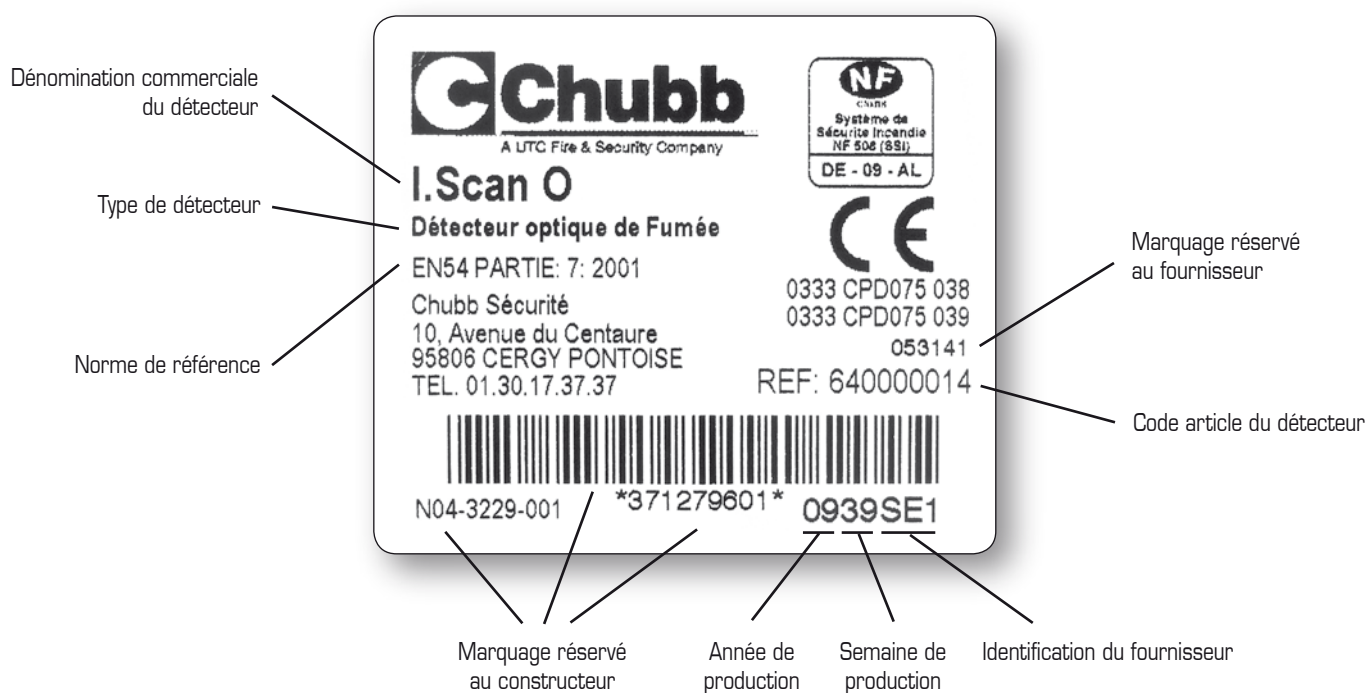 Dénomination commerciale
du détecteur
Type de détecteur
Norme de référence
Chubb
A UTC Fire & Security Company
I.Scan O
Détecteur optique de Fumée
EN54 PARTIE: 7: 2001
Chubb Sécurité
10, Avenue du Centaure
95806 CERGY PONTOISE
TEL. 01.30.17.37.37
NF
Système de
Sécurite Incendie
NF 508 (SSI)
DE - 09 - AL
CE
0333 CPD075 038
0333 CPD075 039
053141
REF: 640000014
N04-3229-001
*371279601*
0939SE1
Marquage réservé
au fournisseur
Code article du détecteur
Marquage réservé
au constructeur
Année de
production
Semaine de
production
Identification du fournisseur